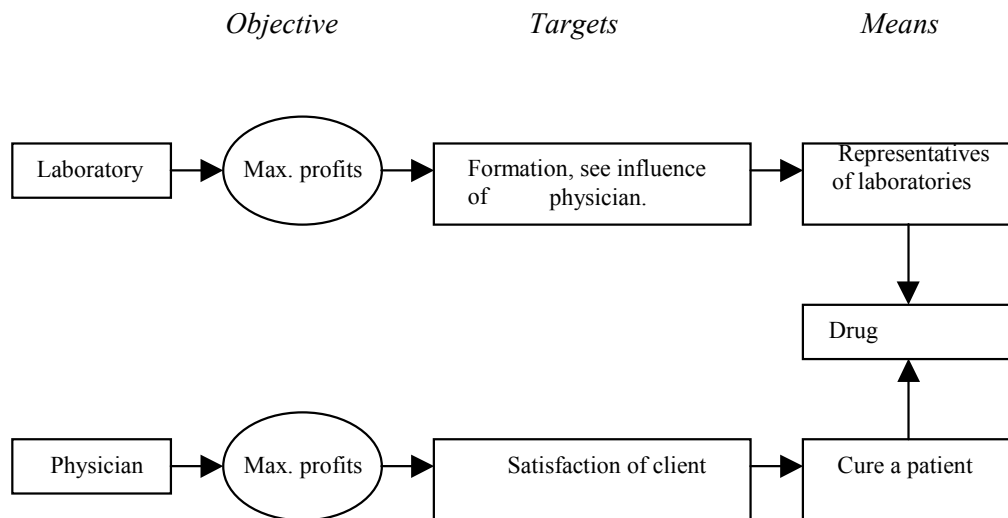 Objective Targets Means
Laboratory
Max. profits
Formation, see influence
of physician.
Representatives
of laboratories
Drug
Physician
Max. profits
Satisfaction of client
Cure a patient